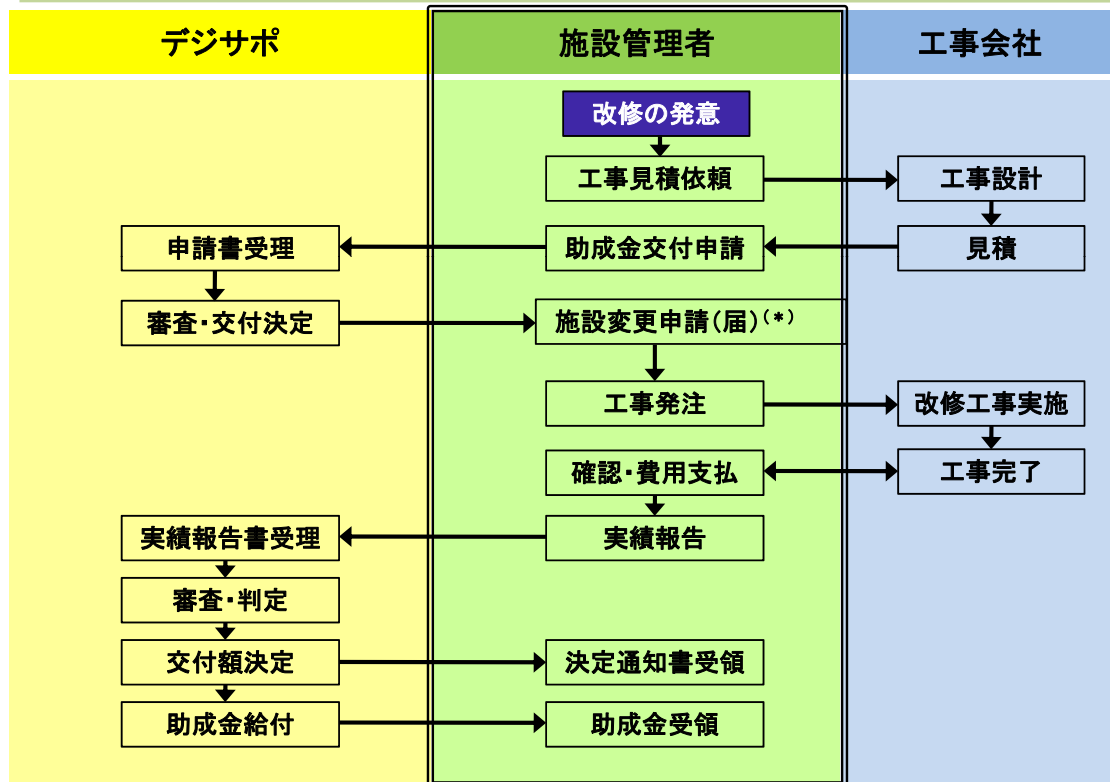 デジサポ
施設管理者
工事会社
改修の発意
工事見積依頼
工事設計
申請書受理
助成金交付申請
見積
審査・交付決定
施設変更申請(届)(*)
工事発注
改修工事実施
確認・費用支払
工事完了
実績報告書受理
実績報告
審査・判定
交付額決定
決定通知書受領
助成金給付
助成金受領